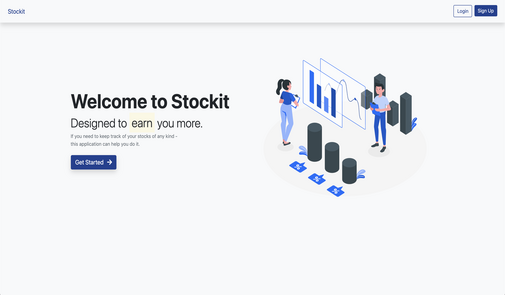 Stockit
Login
Sign Up
Welcome to Stockit
Designed to earn you more.
If you need to keep track of your stocks of any kind -
this application can help you do it.
Get Started →